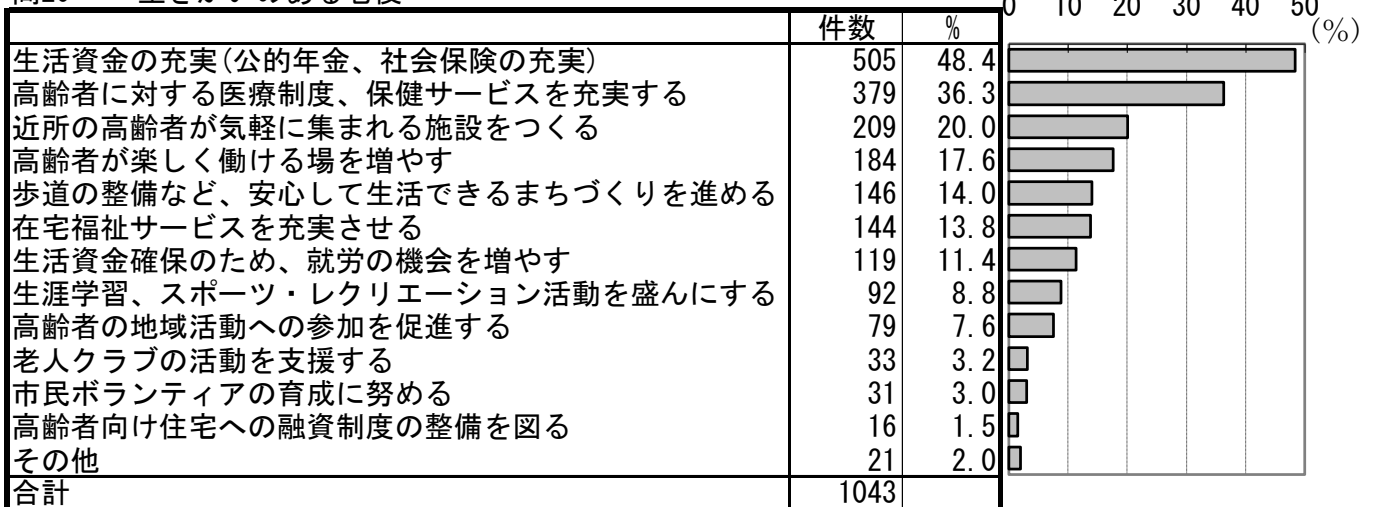 0 10 20 30 40 50
件数 %
(%)
生活資金の充実(公的年金、社会保険の充実) 505 48.4
高齢者に対する医療制度、保健サービスを充実する 379 36.3
近所の高齢者が気軽に集まれる施設をつくる 209 20.0
高齢者が楽しく働ける場を増やす 184 17.6
歩道の整備など、安心して生活できるまちづくりを進める 146 14.0
在宅福祉サービスを充実させる 144 13.8
生活資金確保のため、就労の機会を増やす 119 11.4
生涯学習、スポーツ・レクリエーション活動を盛んにする 92 8.8
高齢者の地域活動への参加を促進する 79 7.6
老人クラブの活動を支援する 33 3.2
市民ボランティアの育成に努める 31 3.0
高齢者向け住宅への融資制度の整備を図る 16 1.5
その他 21 2.0
合計 1043